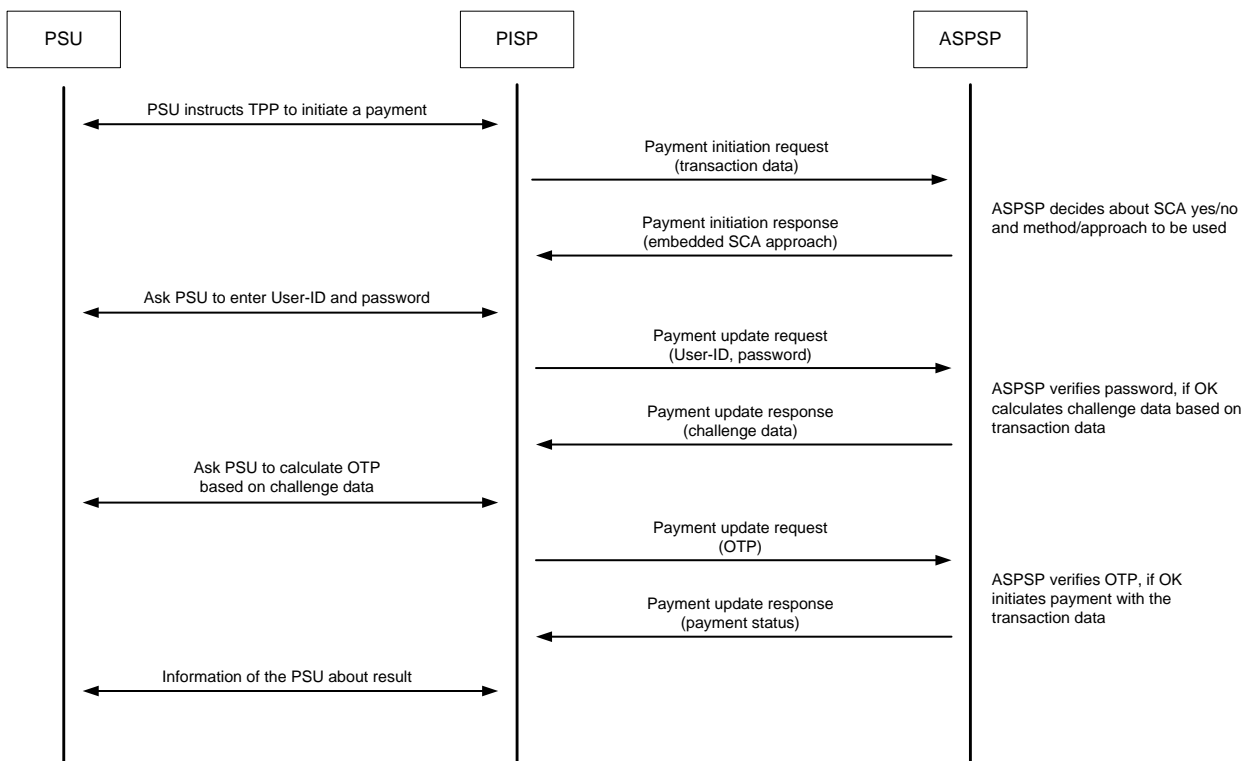 PSU
PISP
ASPSP
PSU instructs TPP to initiate a payment
Payment initiation request
(transaction data)
ASPSP decides about SCA yes/no
and method/approach to be used
Payment initiation response
(embedded SCA approach)
Ask PSU to enter User-ID and password
Payment update request
(User-ID, password)
ASPSP verifies password, if OK
calculates challenge data based on
transaction data
Payment update response
(challenge data)
Ask PSU to calculate OTP
based on challenge data
Payment update request
(OTP)
ASPSP verifies OTP, if OK
initiates payment with the
transaction data
Payment update response
(payment status)
Information of the PSU about result